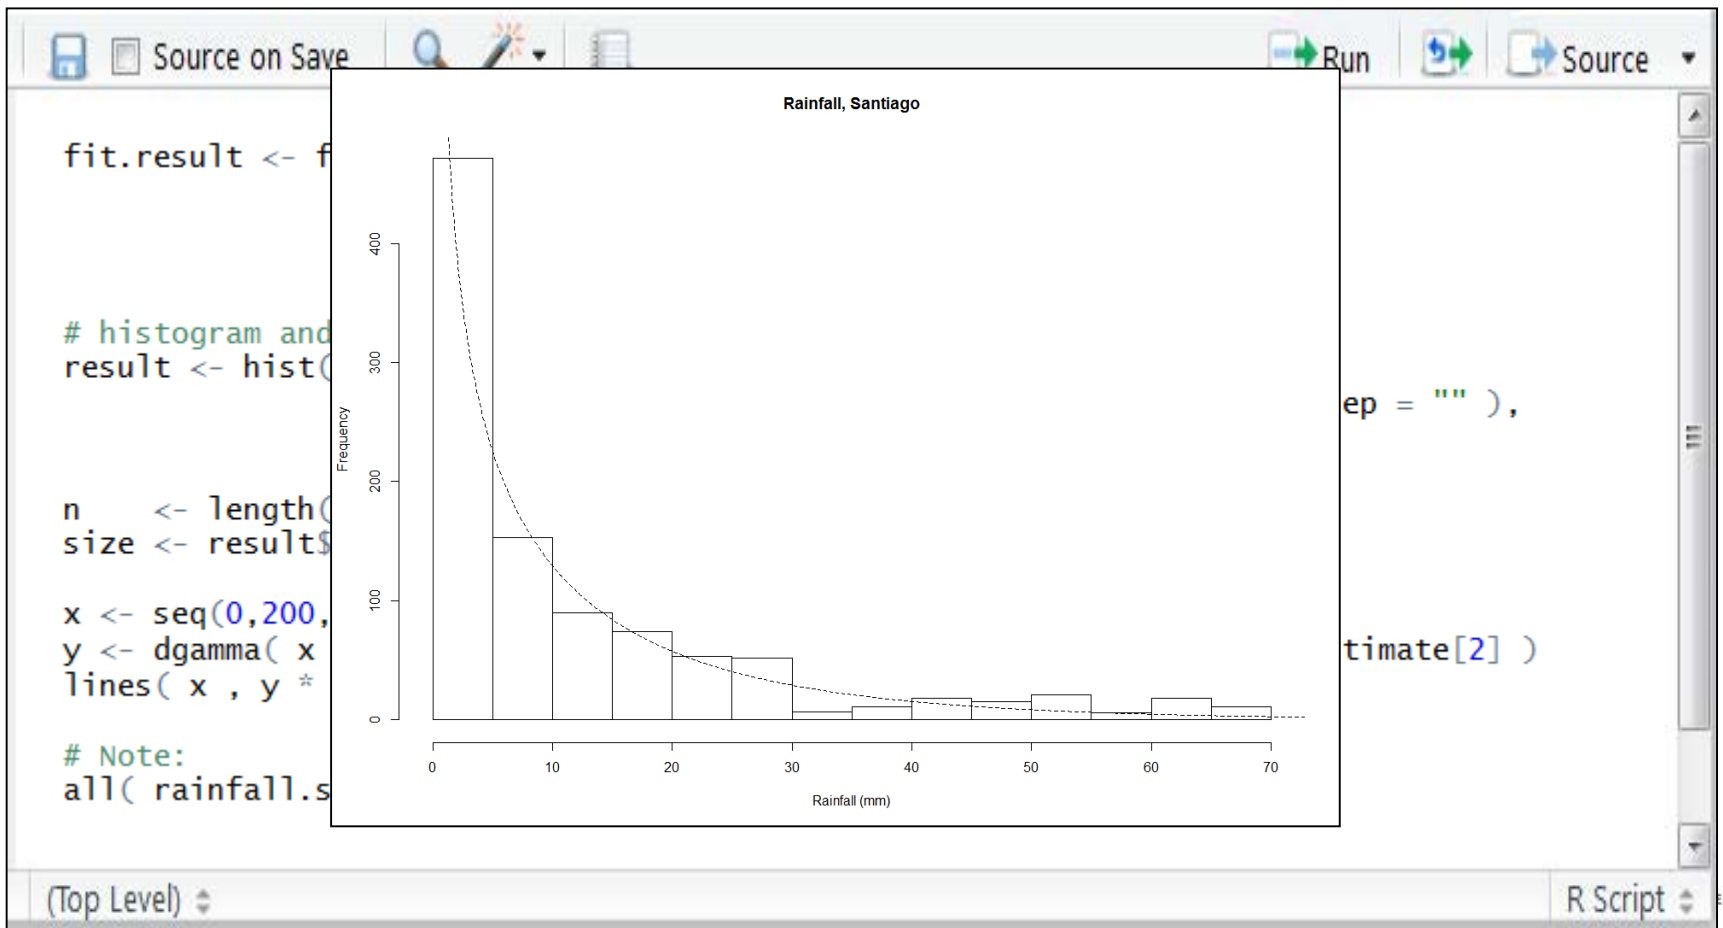 Source on Save
Run
Source
fit.result <- f
# histogram and
result <- hist(
ep = "" ),
n    <- length(
size <- result$
x <- seq(0,200,
y <- dgamma( x
timate[2] )
lines( x , y *
# Note:
all( rainfall.s
Rainfall, Santiago
Frequency
400
300
200
100
0
0 10 20 30 40 50 60 70
Rainfall (mm)
(Top Level)
R Script